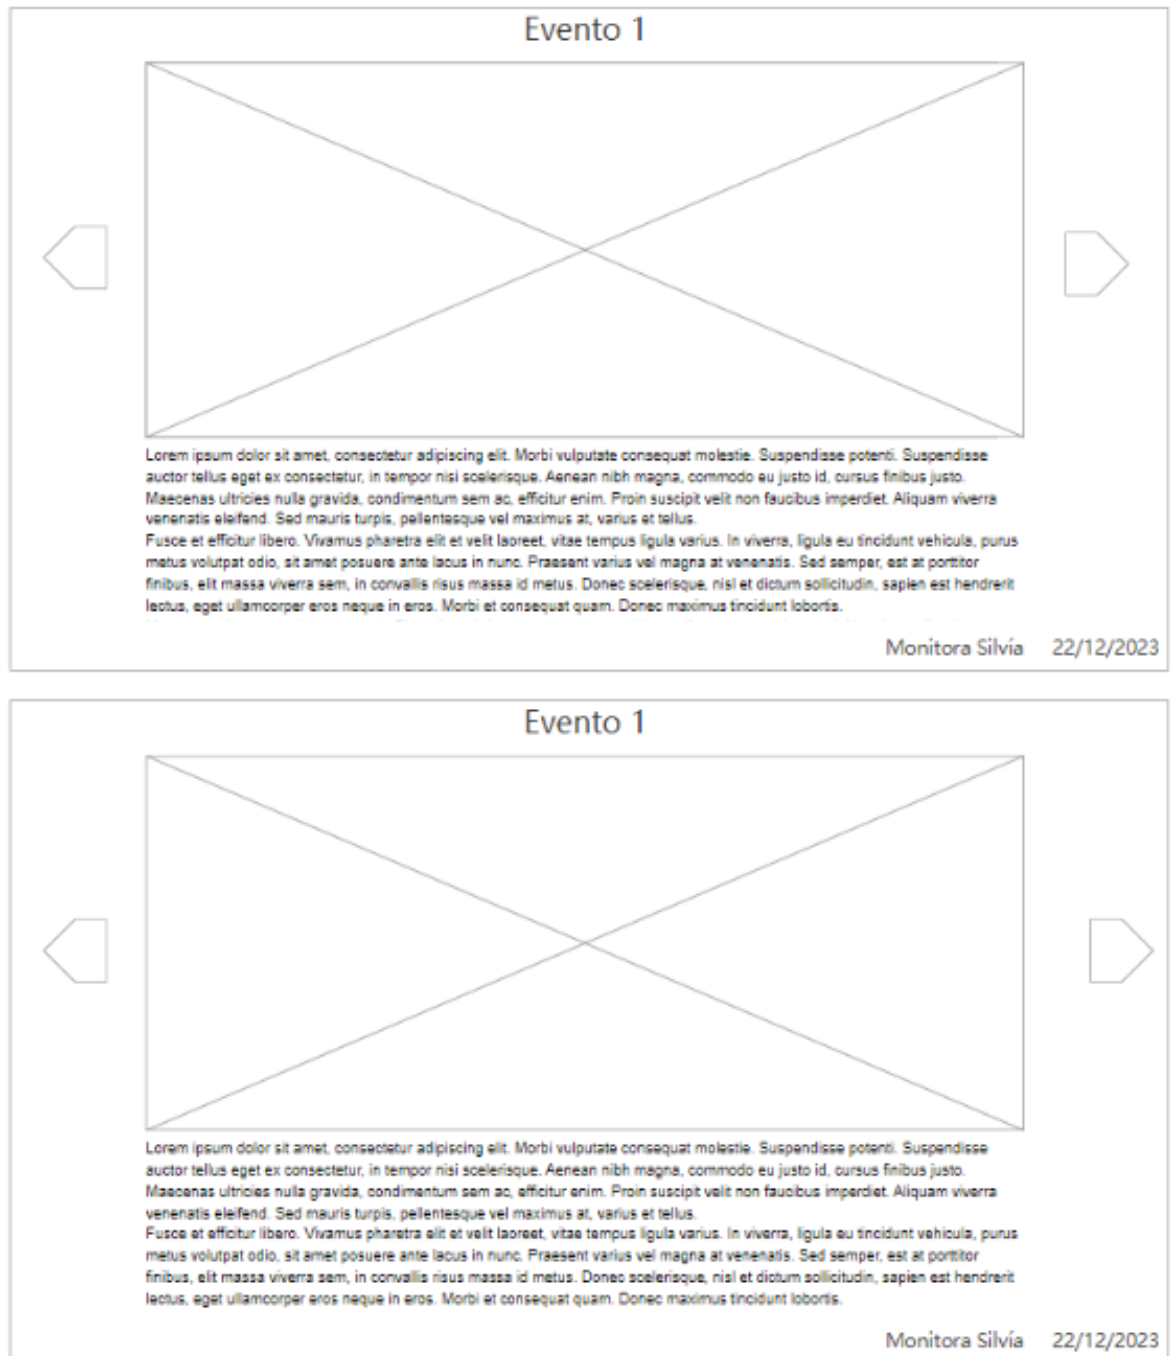 Evento 1
Lorem ipsum dolor sit amet, consectetur adipiscing elit. Morbi vulputate consequat molestie. Suspendisse potenti. Suspendisse
auctor tellus eget ex consectetur, in tempor nisi scelerisque. Aenean nibh magna, commodo eu justo id, cursus finibus justo.
Maecenas ultricies nulla gravida, condimentum sem ac, efficitur enim. Proin suscipit velit non faucibus imperdiet. Aliquam viverra
venenatis eleifend. Sed mauris turpis, pellentesque vel maximus at, varius et tellus.
Fusce et efficitur libero. Vivamus pharetra elit et velit laoreet, vitae tempus ligula varius. In viverra, ligula eu tincidunt vehicula, purus
metus volutpat odio, sit amet posuere ante lacus in nunc. Praesent varius vel magna at venenatis. Sed semper, est at porttitor
finibus, elit massa viverra sem, in convallis risus massa id metus. Donec scelerisque, nisl et dictum sollicitudin, sapien est hendrerit
lectus, eget ullamcorper eros neque in eros. Morbi et consequat quam. Donec maximus tincidunt lobortis.
Monitora Silvía 22/12/2023
Evento 1
Lorem ipsum dolor sit amet, consectetur adipiscing elit. Morbi vulputate consequat molestie. Suspendisse potenti. Suspendisse
auctor tellus eget ex consectetur, in tempor nisi scelerisque. Aenean nibh magna, commodo eu justo id, cursus finibus justo.
Maecenas ultricies nulla gravida, condimentum sem ac, efficitur enim. Proin suscipit velit non faucibus imperdiet. Aliquam viverra
venenatis eleifend. Sed mauris turpis, pellentesque vel maximus at, varius et tellus.
Fusce et efficitur libero. Vivamus pharetra elit et velit laoreet, vitae tempus ligula varius. In viverra, ligula eu tincidunt vehicula, purus
metus volutpat odio, sit amet posuere ante lacus in nunc. Praesent varius vel magna at venenatis. Sed semper, est at porttitor
finibus, elit massa viverra sem, in convallis risus massa id metus. Donec scelerisque, nisl et dictum sollicitudin, sapien est hendrerit
lectus, eget ullamcorper eros neque in eros. Morbi et consequat quam. Donec maximus tincidunt lobortis.
Monitora Silvía 22/12/2023